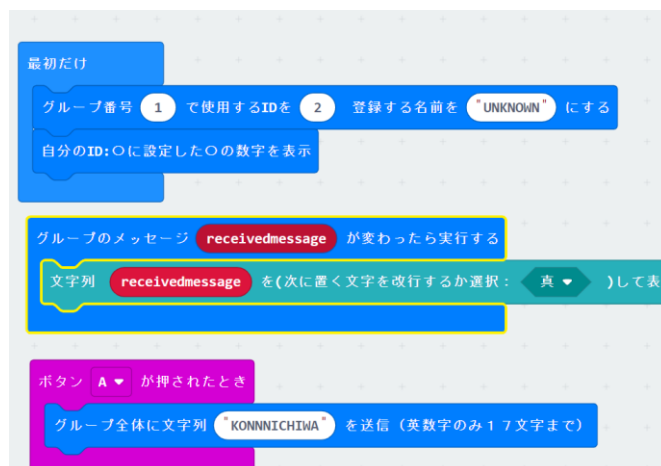 最初だけ
グループ番号 1 で使用するIDを 2 登録する名前を "UNKNOWN" にする
自分のID:〇に設定した〇の数字を表示
グループのメッセージ receivedmessage が変わったら実行する
文字列 receivedmessage を(次に置く文字を改行するか選択： 真 )して表
ボタン A が押されたとき
グループ全体に文字列 "KONNNICHIWA" を送信（英数字のみ１７文字まで）